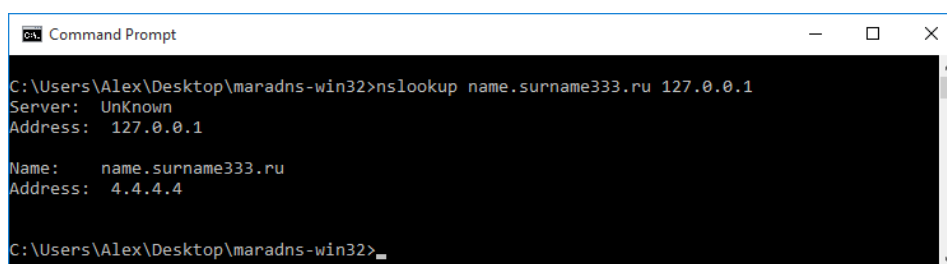 Command Prompt
C:\Users\Alex\Desktop\maradns-win32>nslookup name.surname333.ru 127.0.0.1
Server:  UnKnown
Address:  127.0.0.1
Name:    name.surname333.ru
Address:  4.4.4.4
C:\Users\Alex\Desktop\maradns-win32>